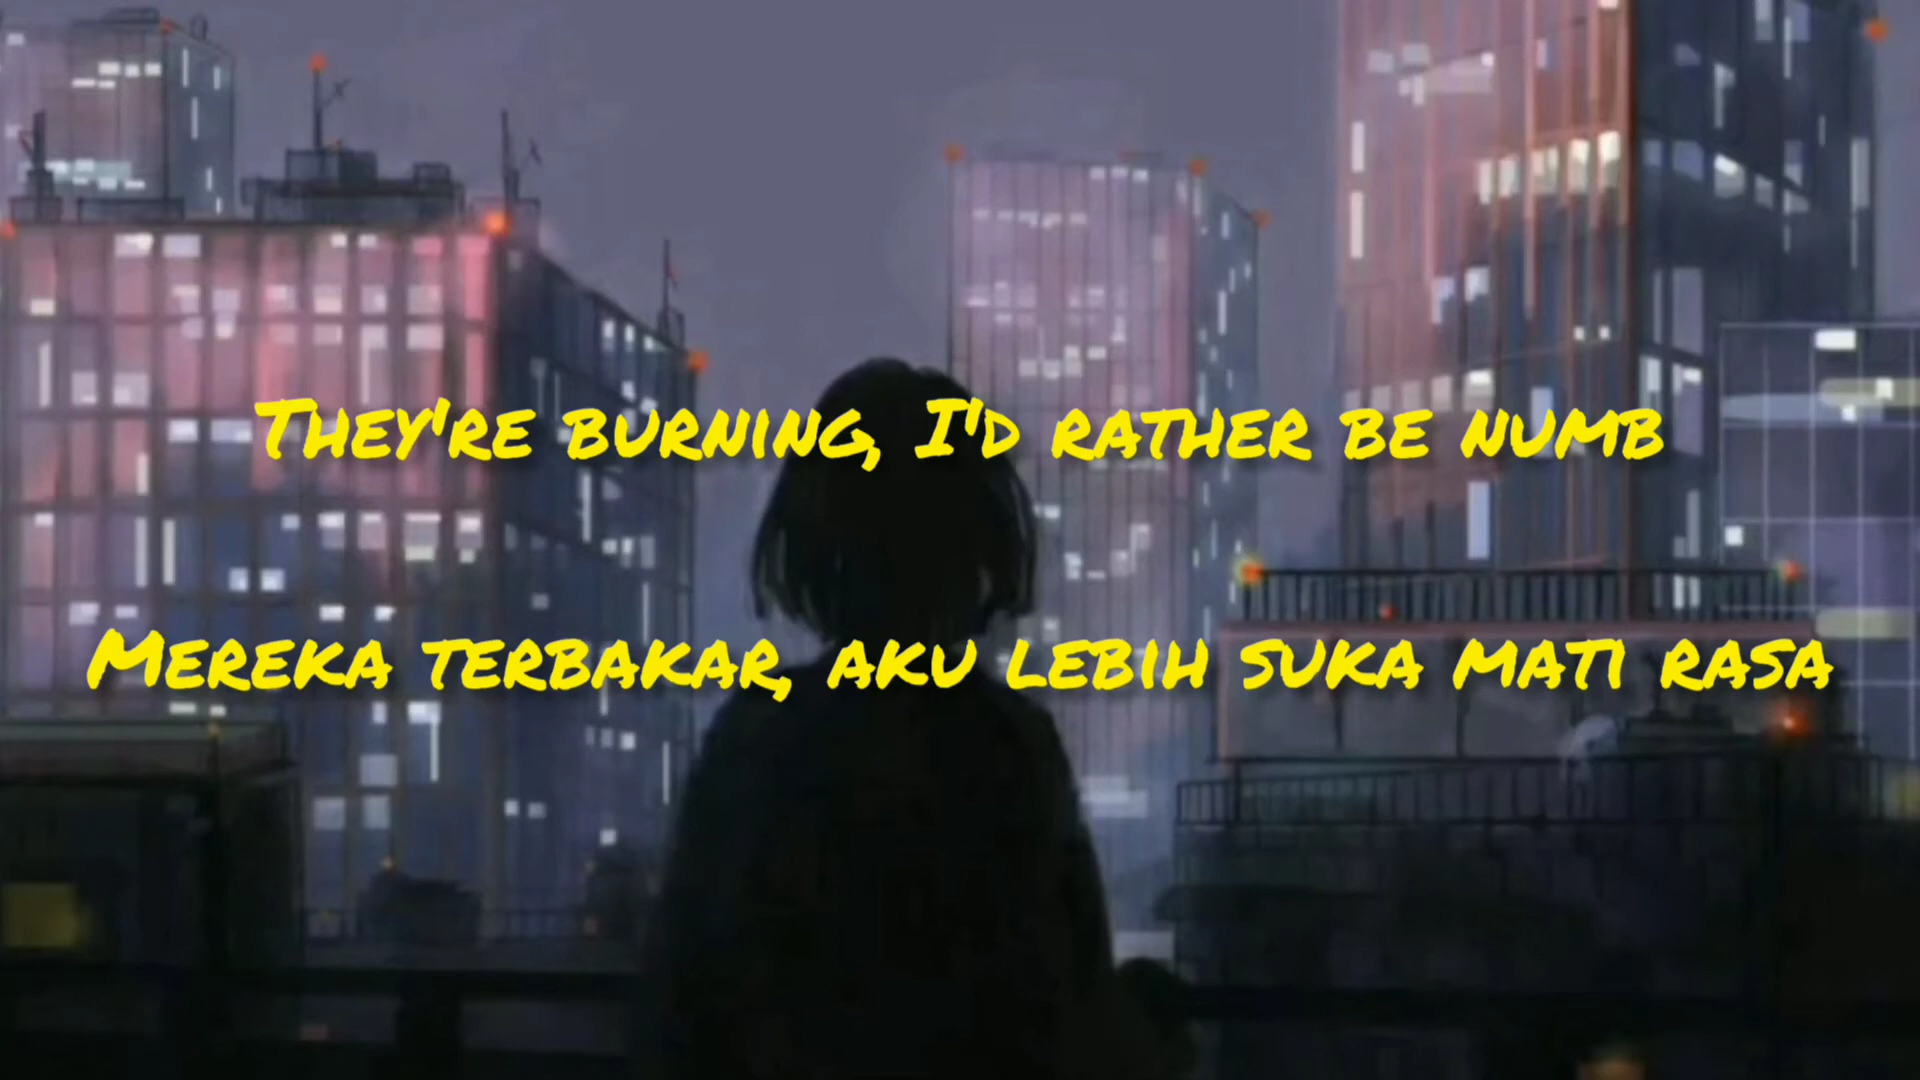 They're burning, I'd rather be numb
Mereka terbakar, aku lebih suka mati rasa